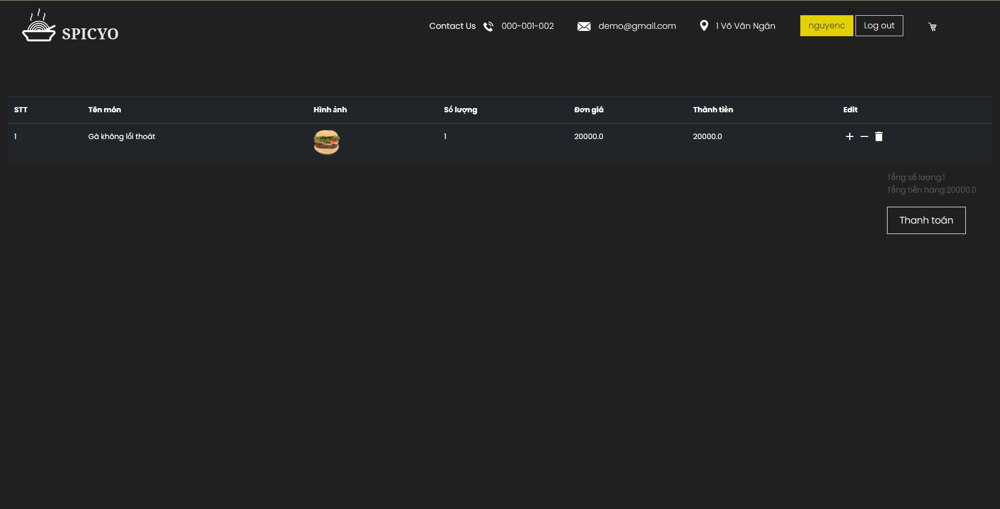 SPICYO
Contact Us 000-001-002 demo@gmail.com 1 Võ Văn Ngân nguyenc Log out
STT Tên món Hình ảnh Số lượng Đơn giá Thành tiền Edit
1 Gà không lối thoát 1 20000.0 20000.0
Tổng số lượng:1
Tổng tiền hàng:20000.0
Thanh toán